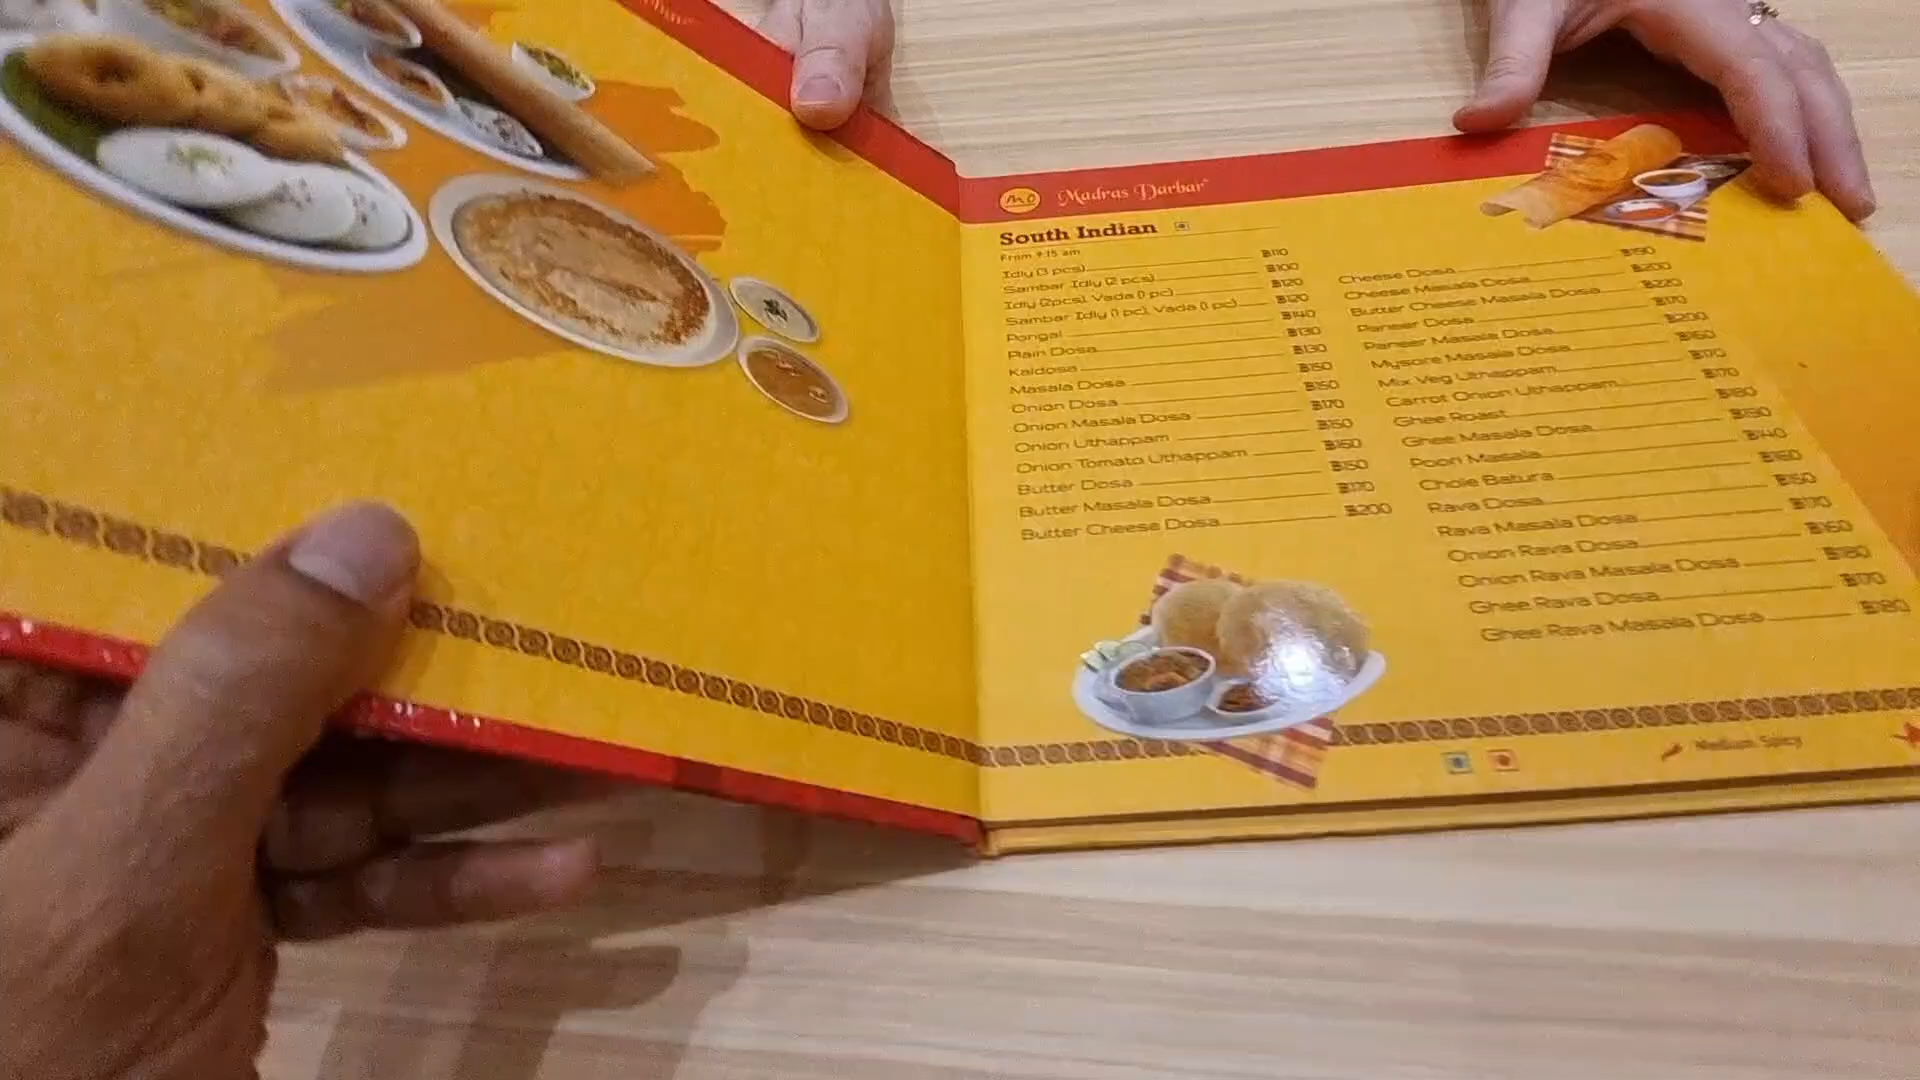 MD Madras Darbar
South Indian
From 9:15 am
Idly (3 pcs) ฿110
Sambar Idly (2 pcs) ฿100
Idly (2pcs), Vada (1 pc) ฿120
Sambar Idly (1 pc), Vada (1 pc) ฿120
Pongal ฿140
Plain Dosa ฿130
Kaldosa ฿130
Masala Dosa ฿150
Onion Dosa ฿150
Onion Masala Dosa ฿170
Onion Uthappam ฿150
Onion Tomato Uthappam ฿160
Butter Dosa ฿150
Butter Masala Dosa ฿170
Butter Cheese Dosa ฿200
Cheese Dosa ฿190
Cheese Masala Dosa ฿200
Butter Cheese Masala Dosa ฿220
Paneer Dosa ฿170
Paneer Masala Dosa ฿200
Mysore Masala Dosa ฿160
Mix Veg Uthappam ฿170
Carrot Onion Uthappam ฿170
Ghee Roast ฿180
Ghee Masala Dosa ฿190
Poori Masala ฿140
Chole Batura ฿160
Rava Dosa ฿150
Rava Masala Dosa ฿170
Onion Rava Dosa ฿160
Onion Rava Masala Dosa ฿180
Ghee Rava Dosa ฿170
Ghee Rava Masala Dosa ฿180
Medium Spicy